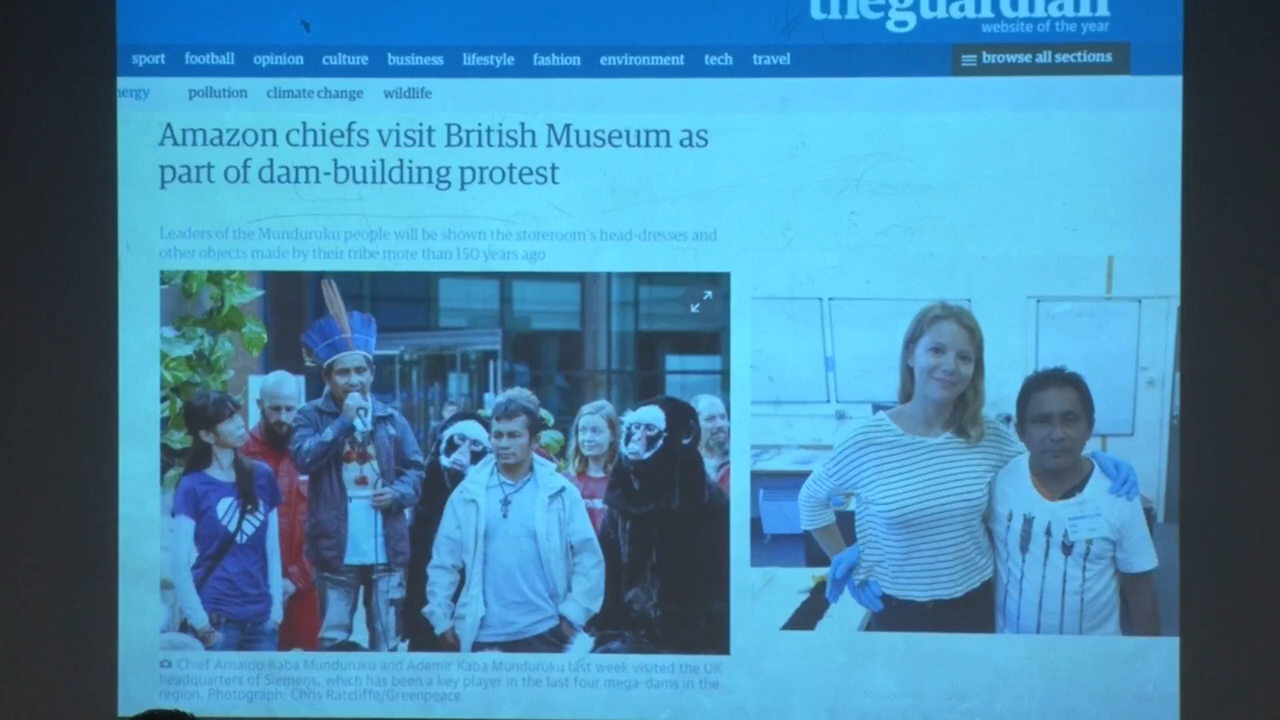 theguardian
website of the year
sport football opinion culture business lifestyle fashion environment tech travel
browse all sections
nergy pollution climate change wildlife
Amazon chiefs visit British Museum as
part of dam-building protest
Leaders of the Munduruku people will be shown the storeroom's head-dresses and
other objects made by their tribe more than 150 years ago
Chief Arnaldo Kaba Munduruku and Ademir Kaba Munduruku last week visited the UK
headquarters of Siemens, which has been a key player in the last four mega-dams in the
region. Photograph: Chris Ratcliffe/Greenpeace